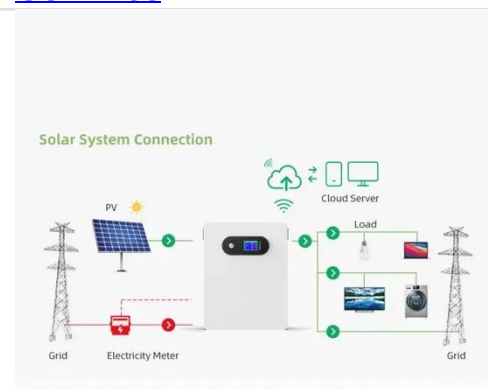 Solar System Connection
Cloud Server
PV
Load
Grid
Electricity Meter
Grid